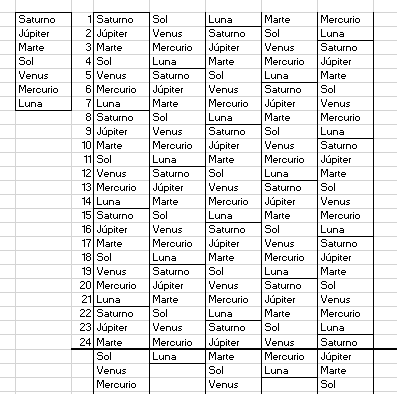 Saturno 1 Saturno Sol Luna Marte Mercurio
Júpiter 2 Júpiter Venus Saturno Sol Luna
Marte 3 Marte Mercurio Júpiter Venus Saturno
Sol 4 Sol Luna Marte Mercurio Júpiter
Venus 5 Venus Saturno Sol Luna Marte
Mercurio 6 Mercurio Júpiter Venus Saturno Sol
Luna 7 Luna Marte Mercurio Júpiter Venus
8 Saturno Sol Luna Marte Mercurio
9 Júpiter Venus Saturno Sol Luna
10 Marte Mercurio Júpiter Venus Saturno
11 Sol Luna Marte Mercurio Júpiter
12 Venus Saturno Sol Luna Marte
13 Mercurio Júpiter Venus Saturno Sol
14 Luna Marte Mercurio Júpiter Venus
15 Saturno Sol Luna Marte Mercurio
16 Júpiter Venus Saturno Sol Luna
17 Marte Mercurio Júpiter Venus Saturno
18 Sol Luna Marte Mercurio Júpiter
19 Venus Saturno Sol Luna Marte
20 Mercurio Júpiter Venus Saturno Sol
21 Luna Marte Mercurio Júpiter Venus
22 Saturno Sol Luna Marte Mercurio
23 Júpiter Venus Saturno Sol Luna
24 Marte Mercurio Júpiter Venus Saturno
Sol Luna Marte Mercurio Júpiter
Venus Sol Luna Marte
Mercurio Venus Sol